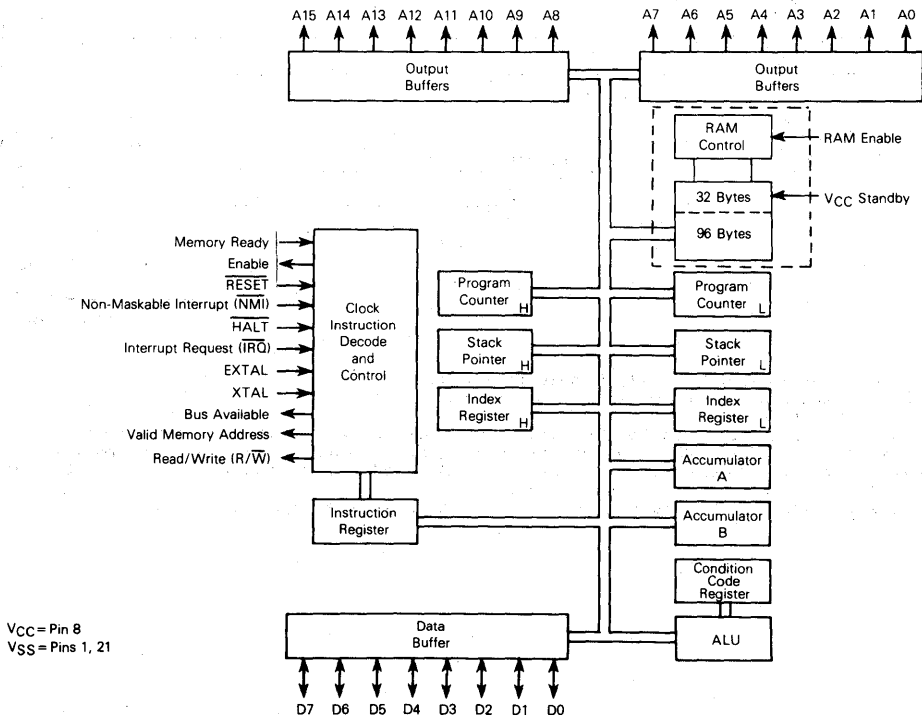 A15 A14 A13 A12 A11 A10 A9 A8
A7 A6 A5 A4 A3 A2 A1 A0
Output
Buffers
Output
Buffers
RAM
Control
RAM Enable
32 Bytes
VCC Standby
96 Bytes
Memory Ready
Enable
RESET
Non-Maskable Interrupt (NMI)
HALT
Interrupt Request (IRQ)
EXTAL
XTAL
Bus Available
Valid Memory Address
Read/Write (R/W)
Clock
Instruction
Decode
and
Control
Program
Counter
H
Program
Counter
L
Stack
Pointer
H
Stack
Pointer
L
Index
Register
H
Index
Register
L
Accumulator
A
Instruction
Register
Accumulator
B
Condition
Code
Register
ALU
Data
Buffer
VCC = Pin 8
VSS = Pins 1, 21
D7 D6 D5 D4 D3 D2 D1 D0